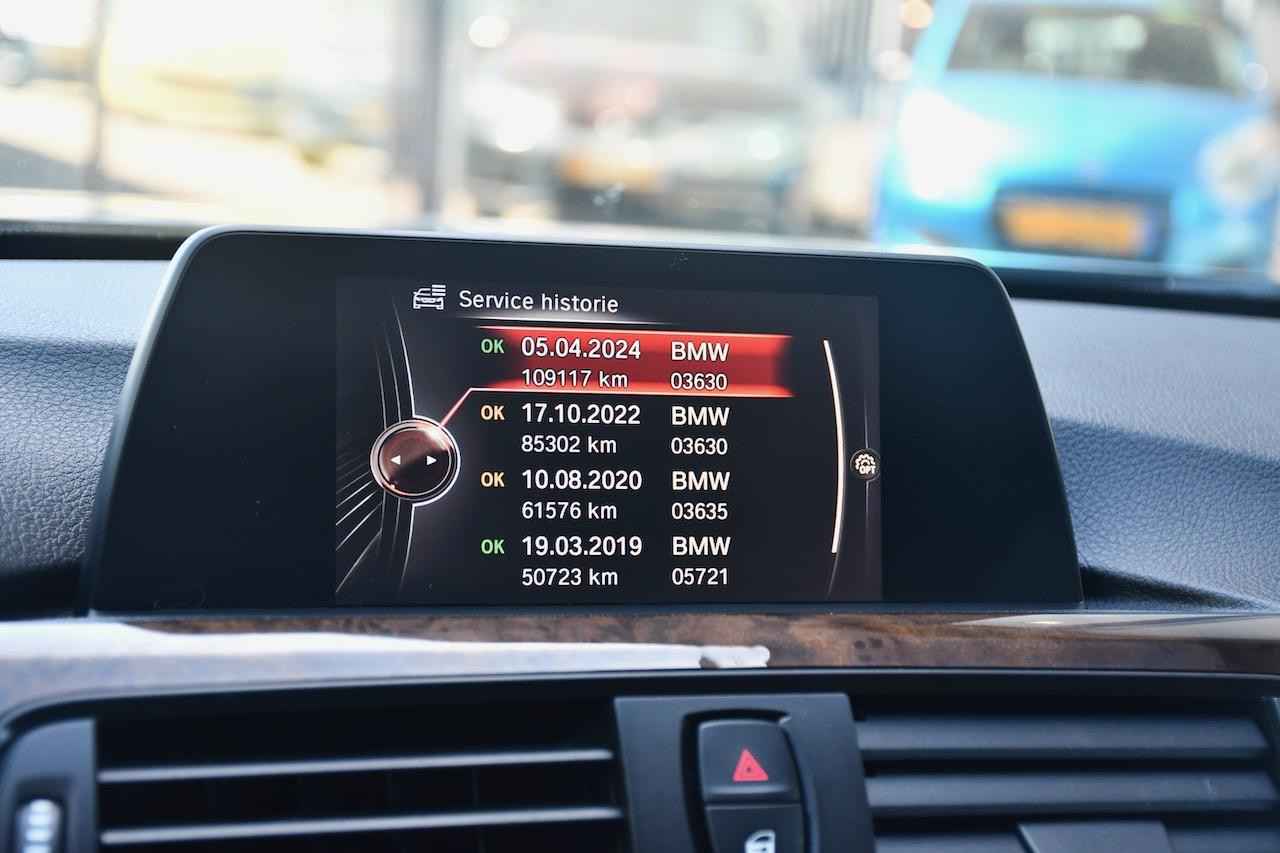 Service historie
OK 05.04.2024 BMW
109117 km 03630
OK 17.10.2022 BMW
85302 km 03630
OK 10.08.2020 BMW
61576 km 03635
OPT
OK 19.03.2019 BMW
50723 km 05721